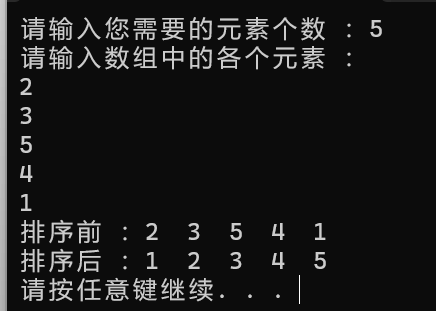 请输入您需要的元素个数 : 5
请输入数组中的各个元素 :
2
3
5
4
1
排序前 : 2 3 5 4 1
排序后 : 1 2 3 4 5
请按任意键继续. . .